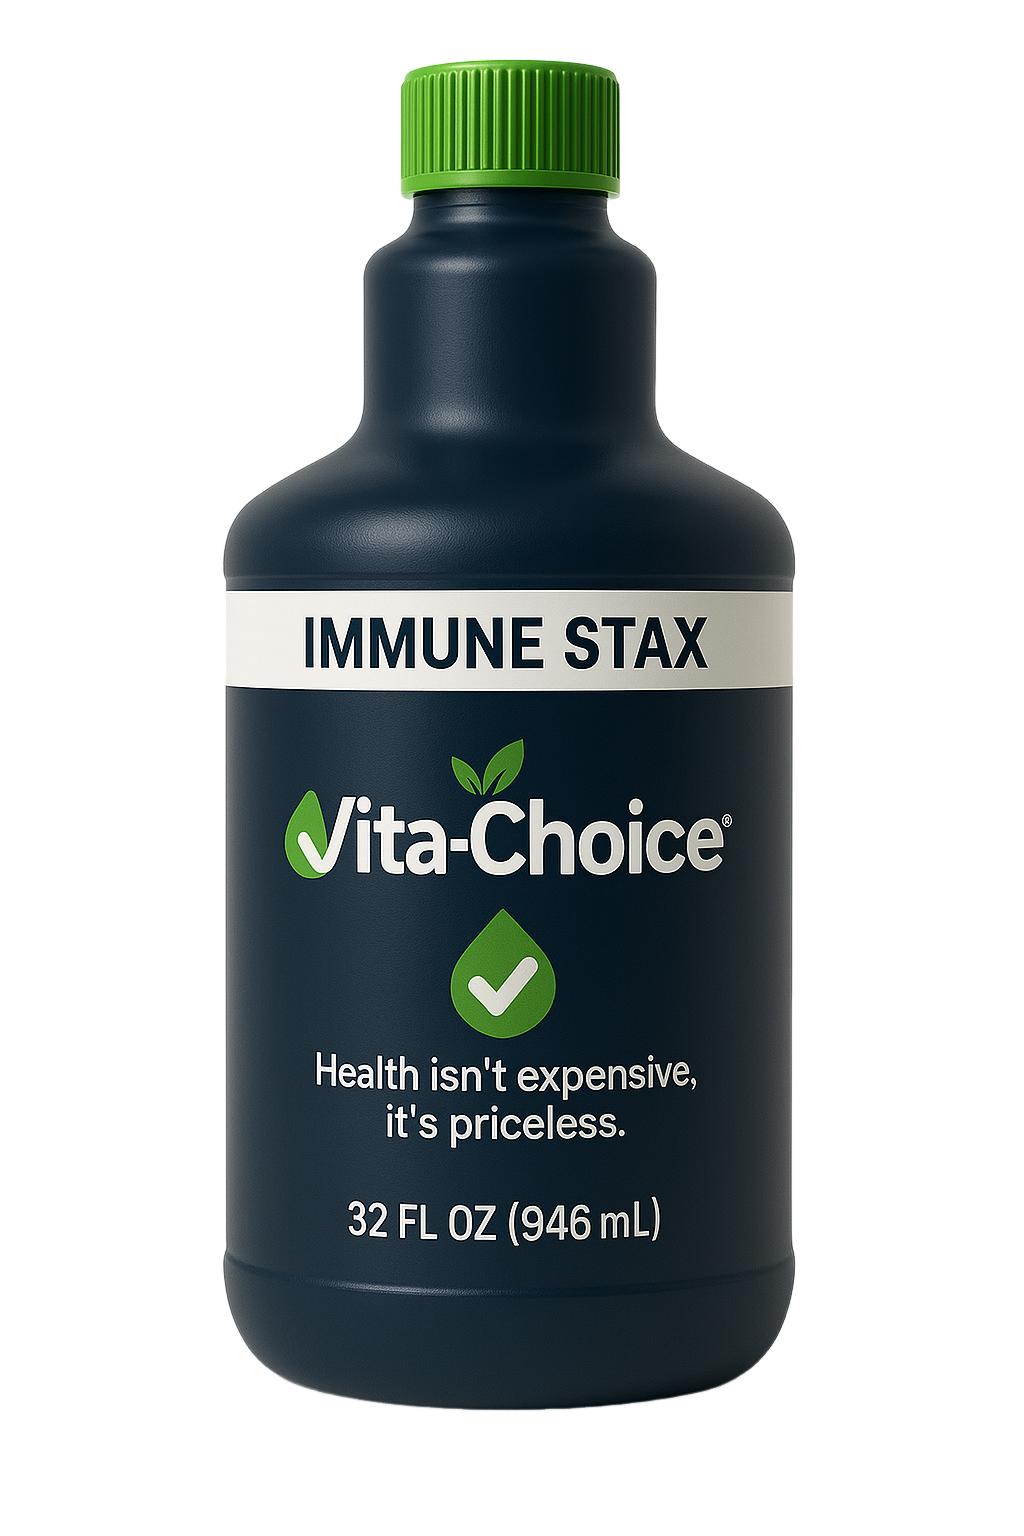 IMMUNE STAX
Vita-Choice®
Health isn't expensive,
it's priceless.
32 FL OZ (946 mL)